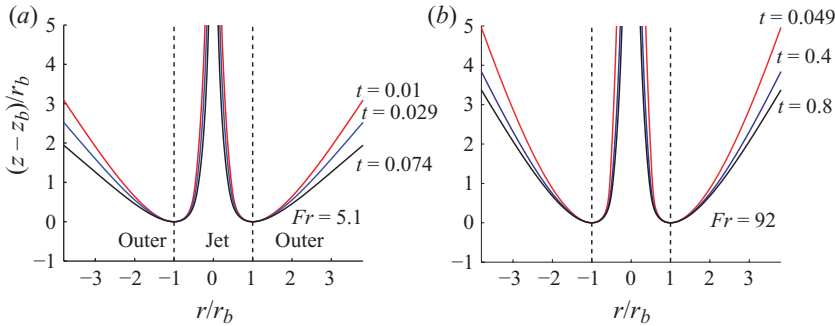 (a)
(b)
5
4
3
2
1
0
−1
(z − z_b)/r_b
t = 0.01
t = 0.029
t = 0.074
Fr = 5.1
Outer
Jet
Outer
−3
−2
−1
0
1
2
3
r/r_b
5
4
3
2
1
0
−1
t = 0.049
t = 0.4
t = 0.8
Fr = 92
−3
−2
−1
0
1
2
3
r/r_b